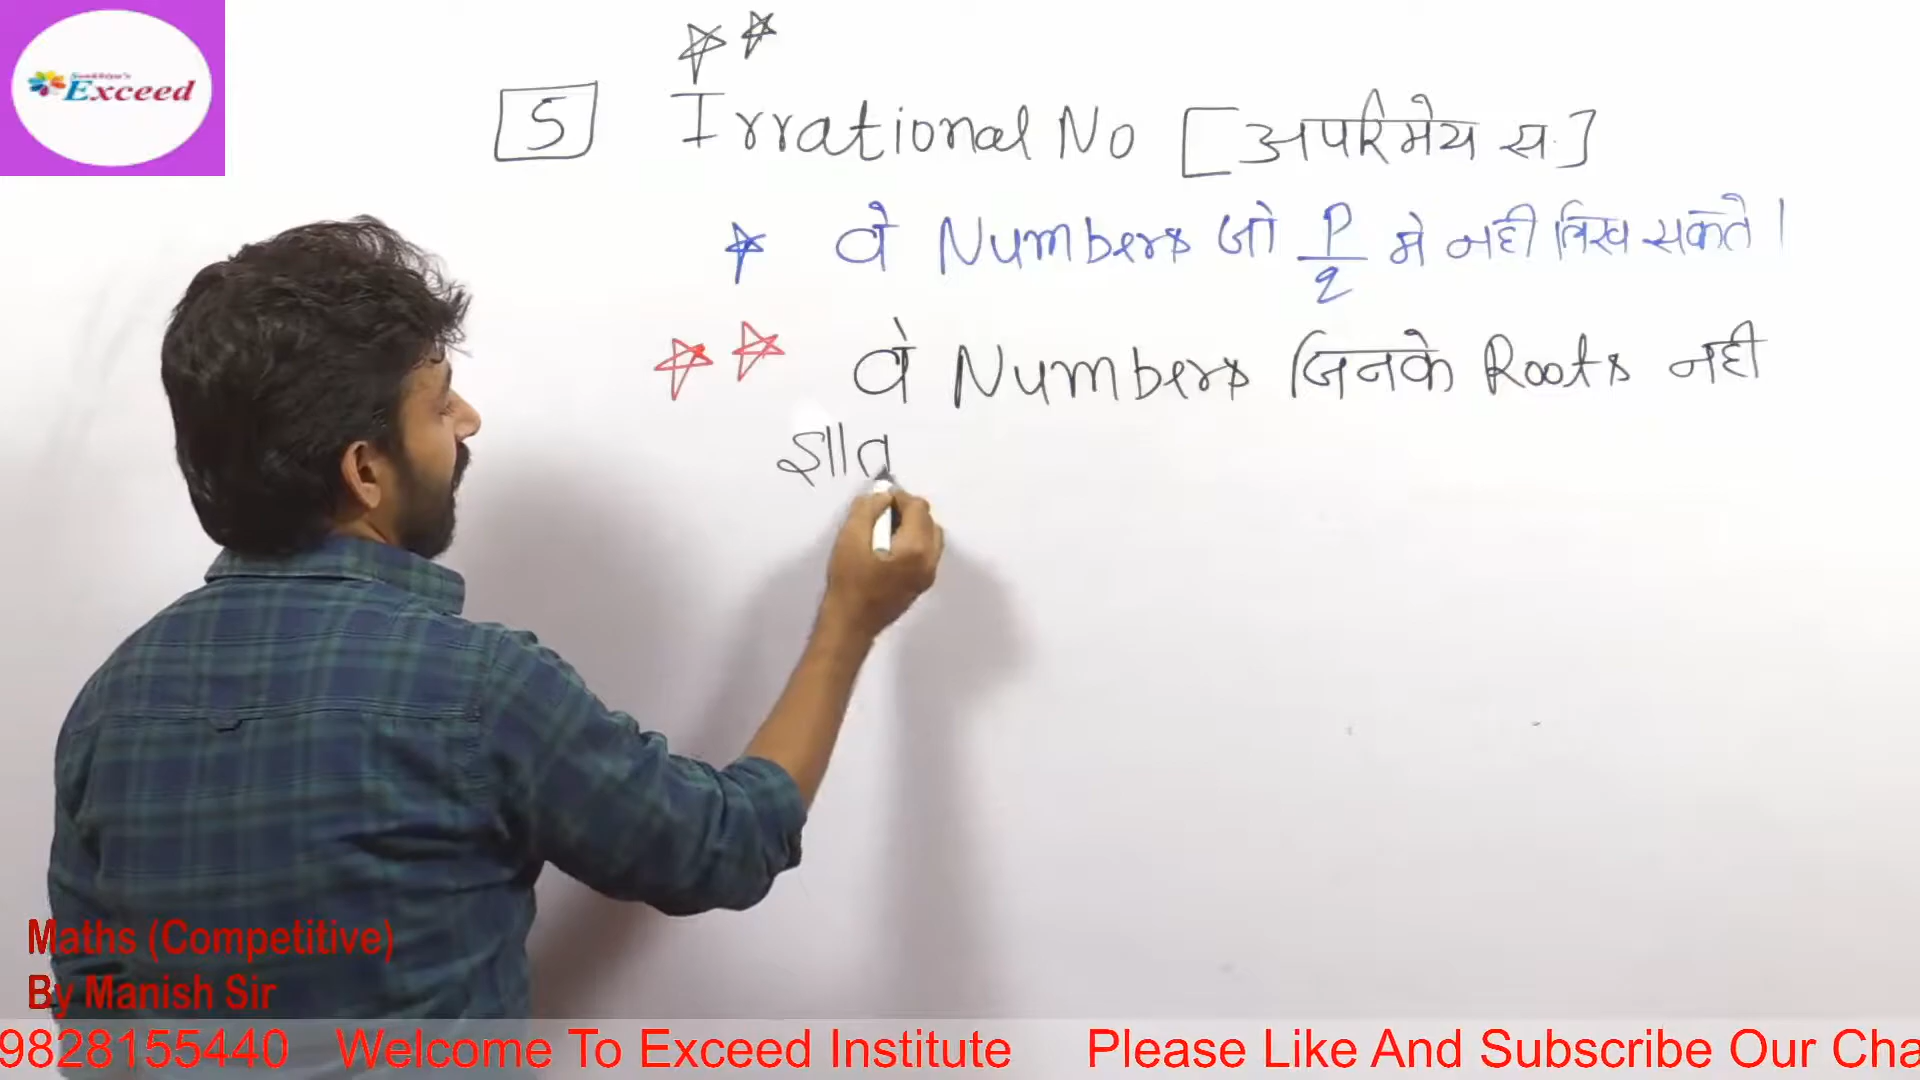 Exceed
5 Irrational No [अपरिमेय स.]
वे Numbers जो P/q मे नही लिख सकते।
वे Numbers जिनके Roots नही
ज्ञात
Maths (Competitive)
By Manish Sir
9828155440 Welcome To Exceed Institute Please Like And Subscribe Our Cha